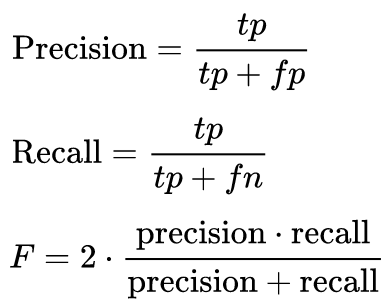 Precision = tp / (tp + fp)
Recall = tp / (tp + fn)
F = 2 · (precision · recall) / (precision + recall)